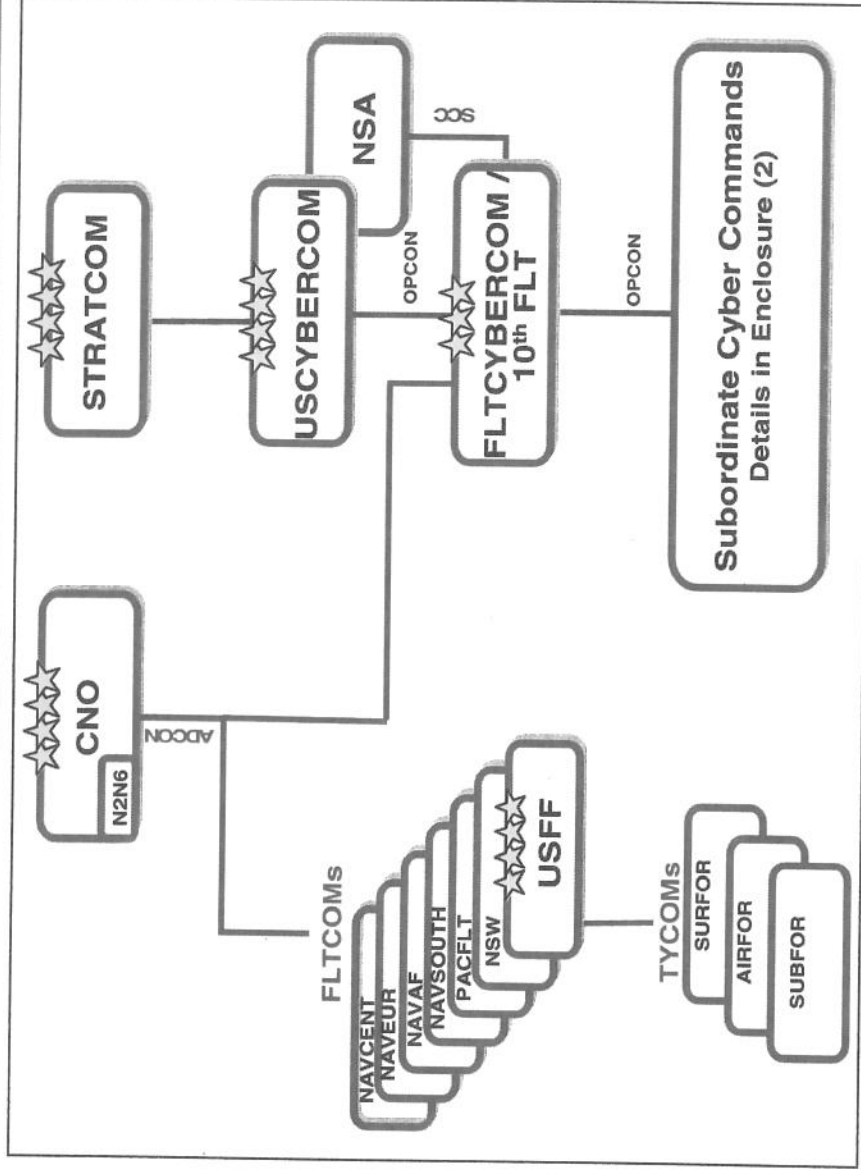 CNO
N2N6
ADCON
STRATCOM
USCYBERCOM
NSA
OPCON
SCC
FLTCYBERCOM /
10th FLT
OPCON
Subordinate Cyber Commands
Details in Enclosure (2)
FLTCOMs
NAVCENT
NAVEUR
NAVAF
NAVSOUTH
PACFLT
NSW
USFF
TYCOMs
SURFOR
AIRFOR
SUBFOR